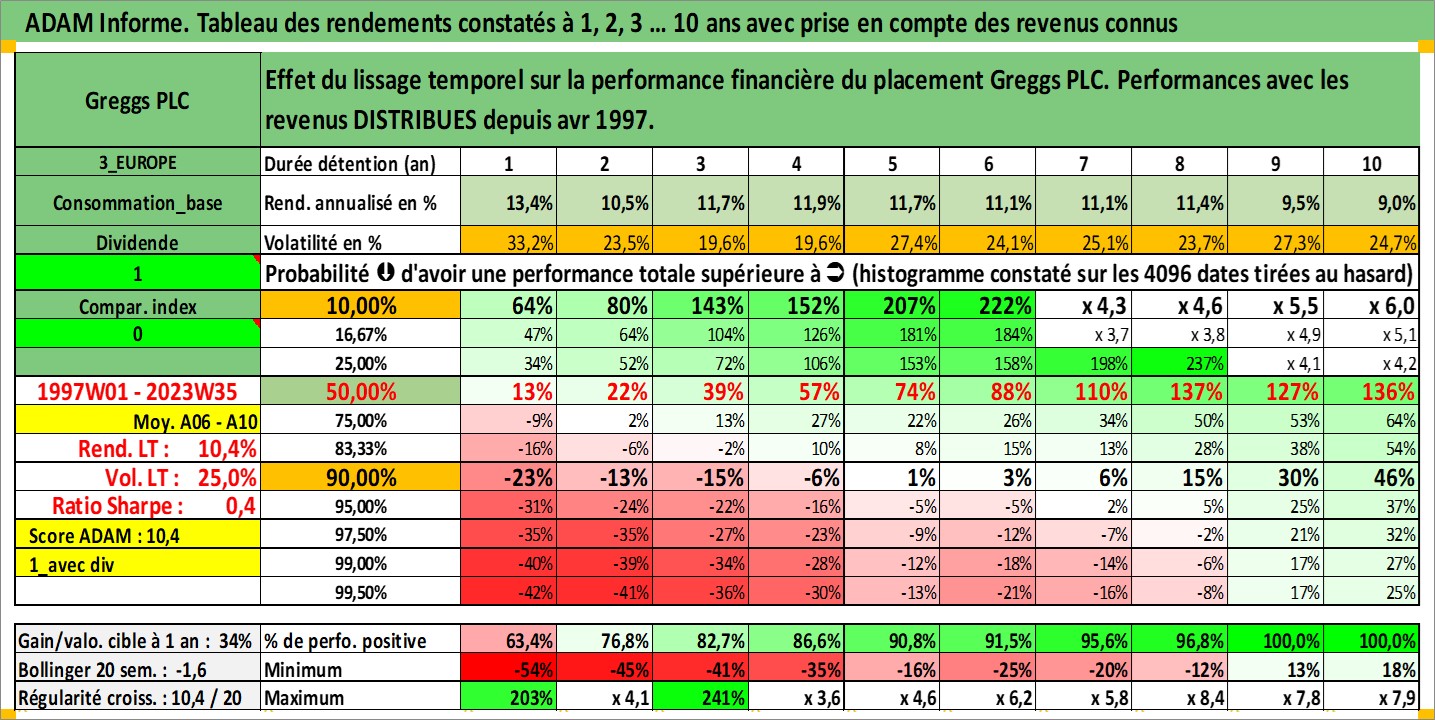 ADAM Informe. Tableau des rendements constatés à 1, 2, 3 ... 10 ans avec prise en compte des revenus connus
Greggs PLC
Effet du lissage temporel sur la performance financière du placement Greggs PLC. Performances avec les
revenus DISTRIBUES depuis avr 1997.
3_EUROPE Durée détention (an) 1 2 3 4 5 6 7 8 9 10
Consommation_base Rend. annualisé en % 13,4% 10,5% 11,7% 11,9% 11,7% 11,1% 11,1% 11,4% 9,5% 9,0%
Dividende Volatilité en % 33,2% 23,5% 19,6% 19,6% 27,4% 24,1% 25,1% 23,7% 27,3% 24,7%
1 Probabilité 🡇 d'avoir une performance totale supérieure à ➲ (histogramme constaté sur les 4096 dates tirées au hasard)
Compar. index 10,00% 64% 80% 143% 152% 207% 222% x 4,3 x 4,6 x 5,5 x 6,0
0 16,67% 47% 64% 104% 126% 181% 184% x 3,7 x 3,8 x 4,9 x 5,1
25,00% 34% 52% 72% 106% 153% 158% 198% 237% x 4,1 x 4,2
1997W01 - 2023W35 50,00% 13% 22% 39% 57% 74% 88% 110% 137% 127% 136%
Moy. A06 - A10 75,00% -9% 2% 13% 27% 22% 26% 34% 50% 53% 64%
Rend. LT : 10,4% 83,33% -16% -6% -2% 10% 8% 15% 13% 28% 38% 54%
Vol. LT : 25,0% 90,00% -23% -13% -15% -6% 1% 3% 6% 15% 30% 46%
Ratio Sharpe : 0,4 95,00% -31% -24% -22% -16% -5% -5% 2% 5% 25% 37%
Score ADAM : 10,4 97,50% -35% -35% -27% -23% -9% -12% -7% -2% 21% 32%
1_avec div 99,00% -40% -39% -34% -28% -12% -18% -14% -6% 17% 27%
99,50% -42% -41% -36% -30% -13% -21% -16% -8% 17% 25%
Gain/valo. cible à 1 an : 34% % de perfo. positive 63,4% 76,8% 82,7% 86,6% 90,8% 91,5% 95,6% 96,8% 100,0% 100,0%
Bollinger 20 sem. : -1,6 Minimum -54% -45% -41% -35% -16% -25% -20% -12% 13% 18%
Régularité croiss. : 10,4 / 20 Maximum 203% x 4,1 241% x 3,6 x 4,6 x 6,2 x 5,8 x 8,4 x 7,8 x 7,9